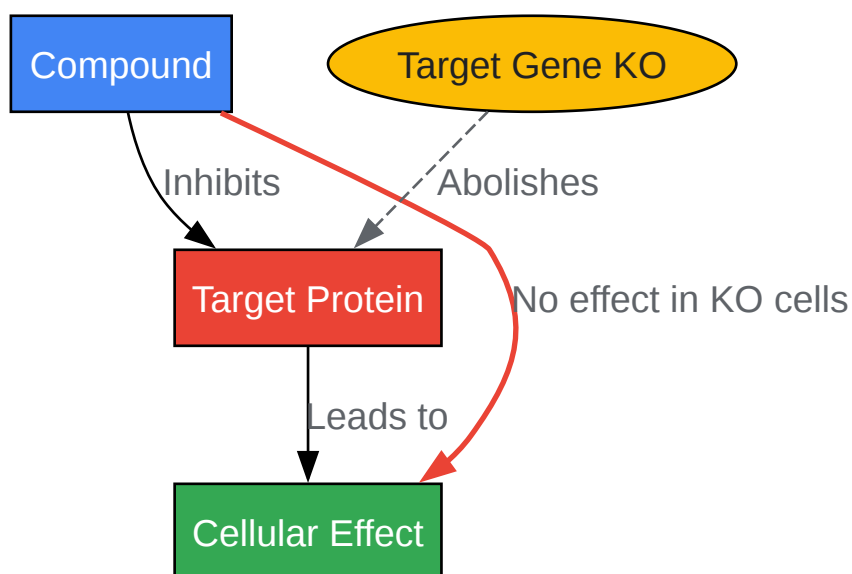 Compound
Target Gene KO
Inhibits
Abolishes
Target Protein
No effect in KO cells
Leads to
Cellular Effect